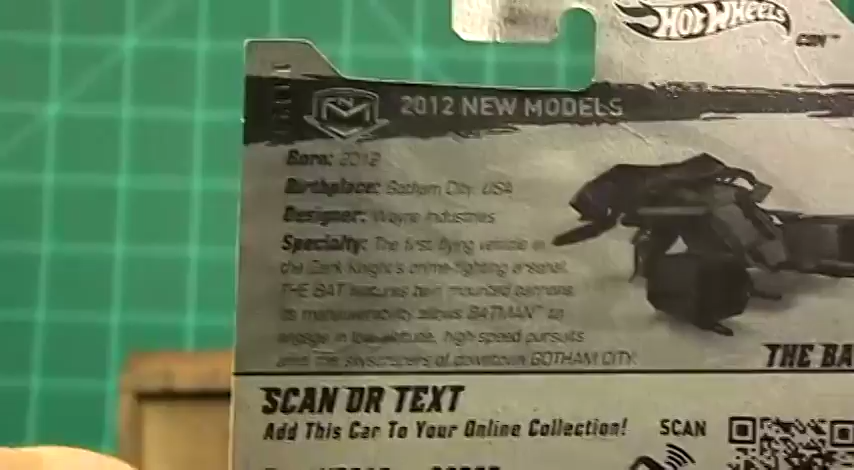 HOT WHEELS
.COM™
2012 NEW MODELS
Born: 2012
Birthplace: Gotham City, USA
Designer: Wayne Industries
Specialty: The first flying vehicle in
the Dark Knight's crime-fighting arsenal,
THE BAT features twin mounted cannons.
Its maneuverability allows BATMAN™ to
engage in low-altitude, high-speed pursuits
amid the skyscrapers of downtown GOTHAM CITY.
THE BA
SCAN OR TEXT
Add This Car To Your Online Collection!
SCAN